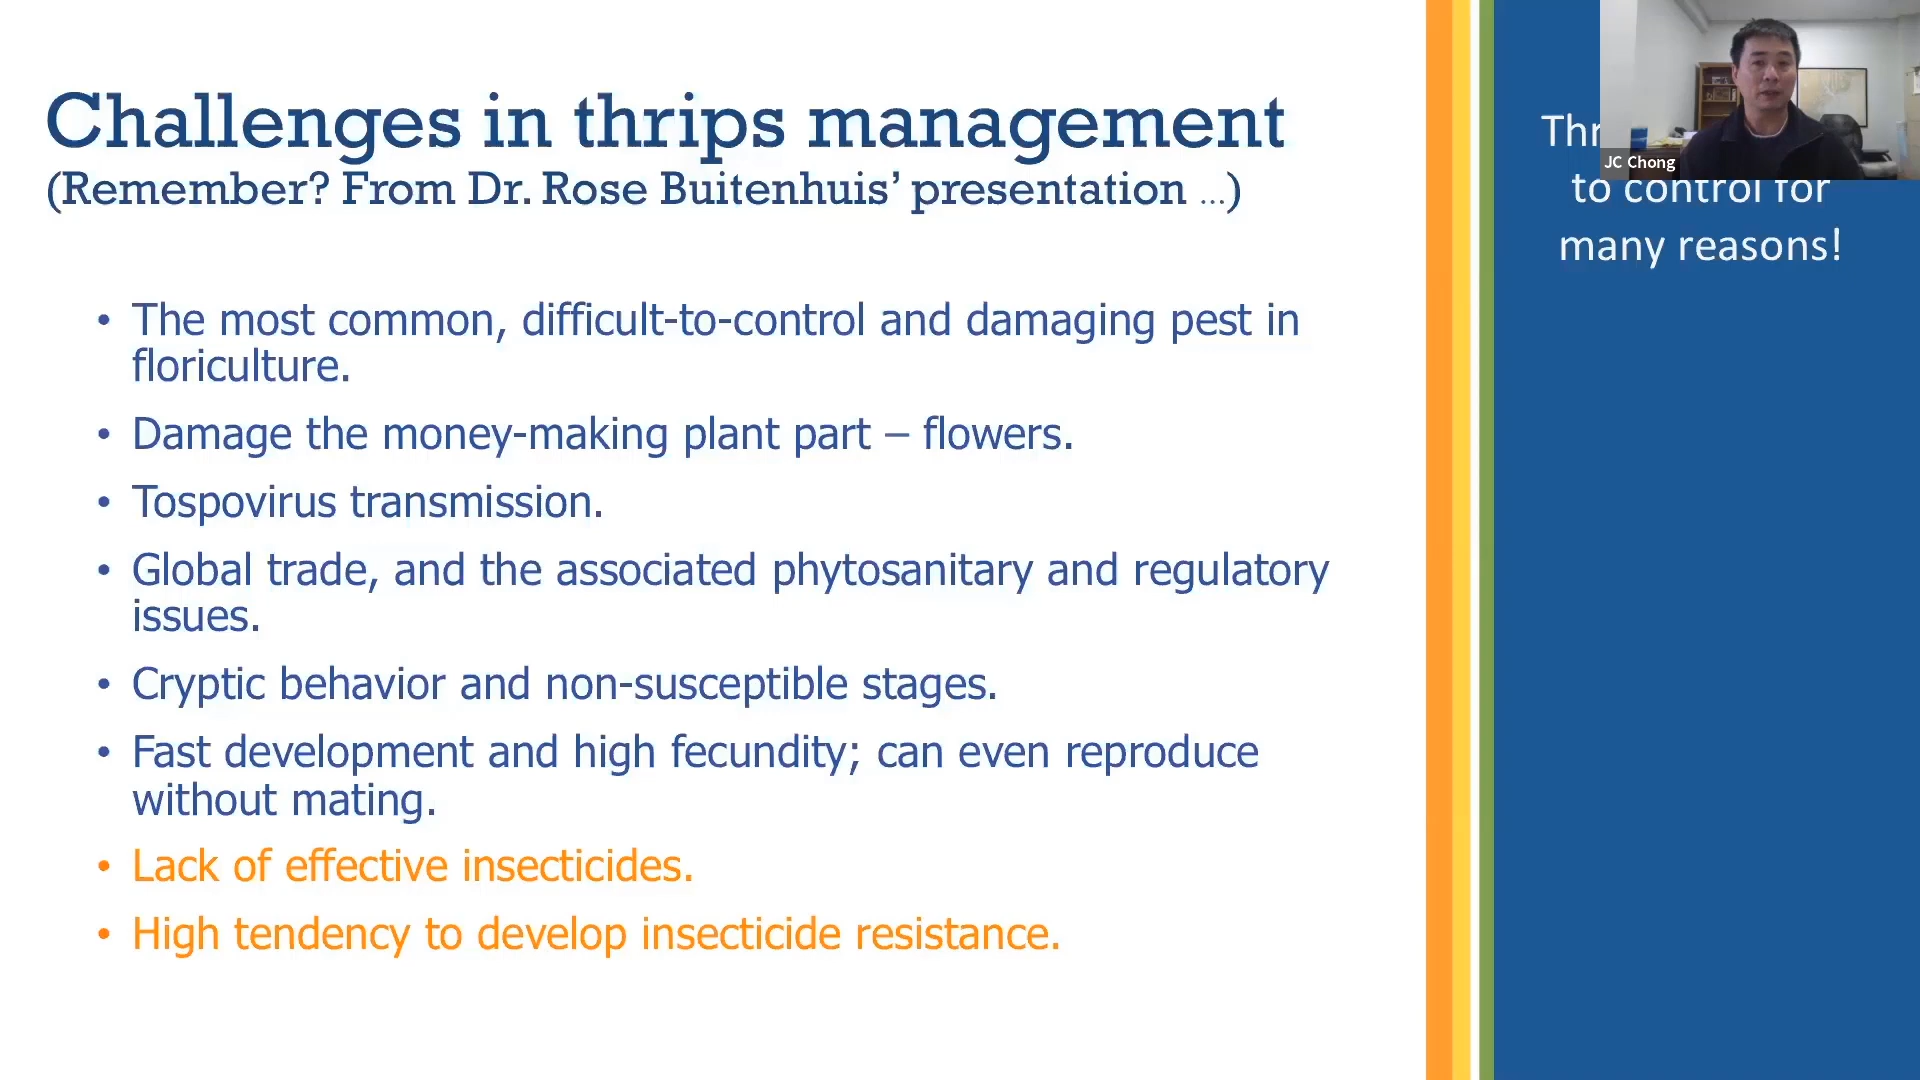 Challenges in thrips management
(Remember? From Dr. Rose Buitenhuis’ presentation ...)
• The most common, difficult-to-control and damaging pest in
floriculture.
• Damage the money-making plant part – flowers.
• Tospovirus transmission.
• Global trade, and the associated phytosanitary and regulatory
issues.
• Cryptic behavior and non-susceptible stages.
• Fast development and high fecundity; can even reproduce
without mating.
• Lack of effective insecticides.
• High tendency to develop insecticide resistance.
to control for
many reasons!
JC Chong